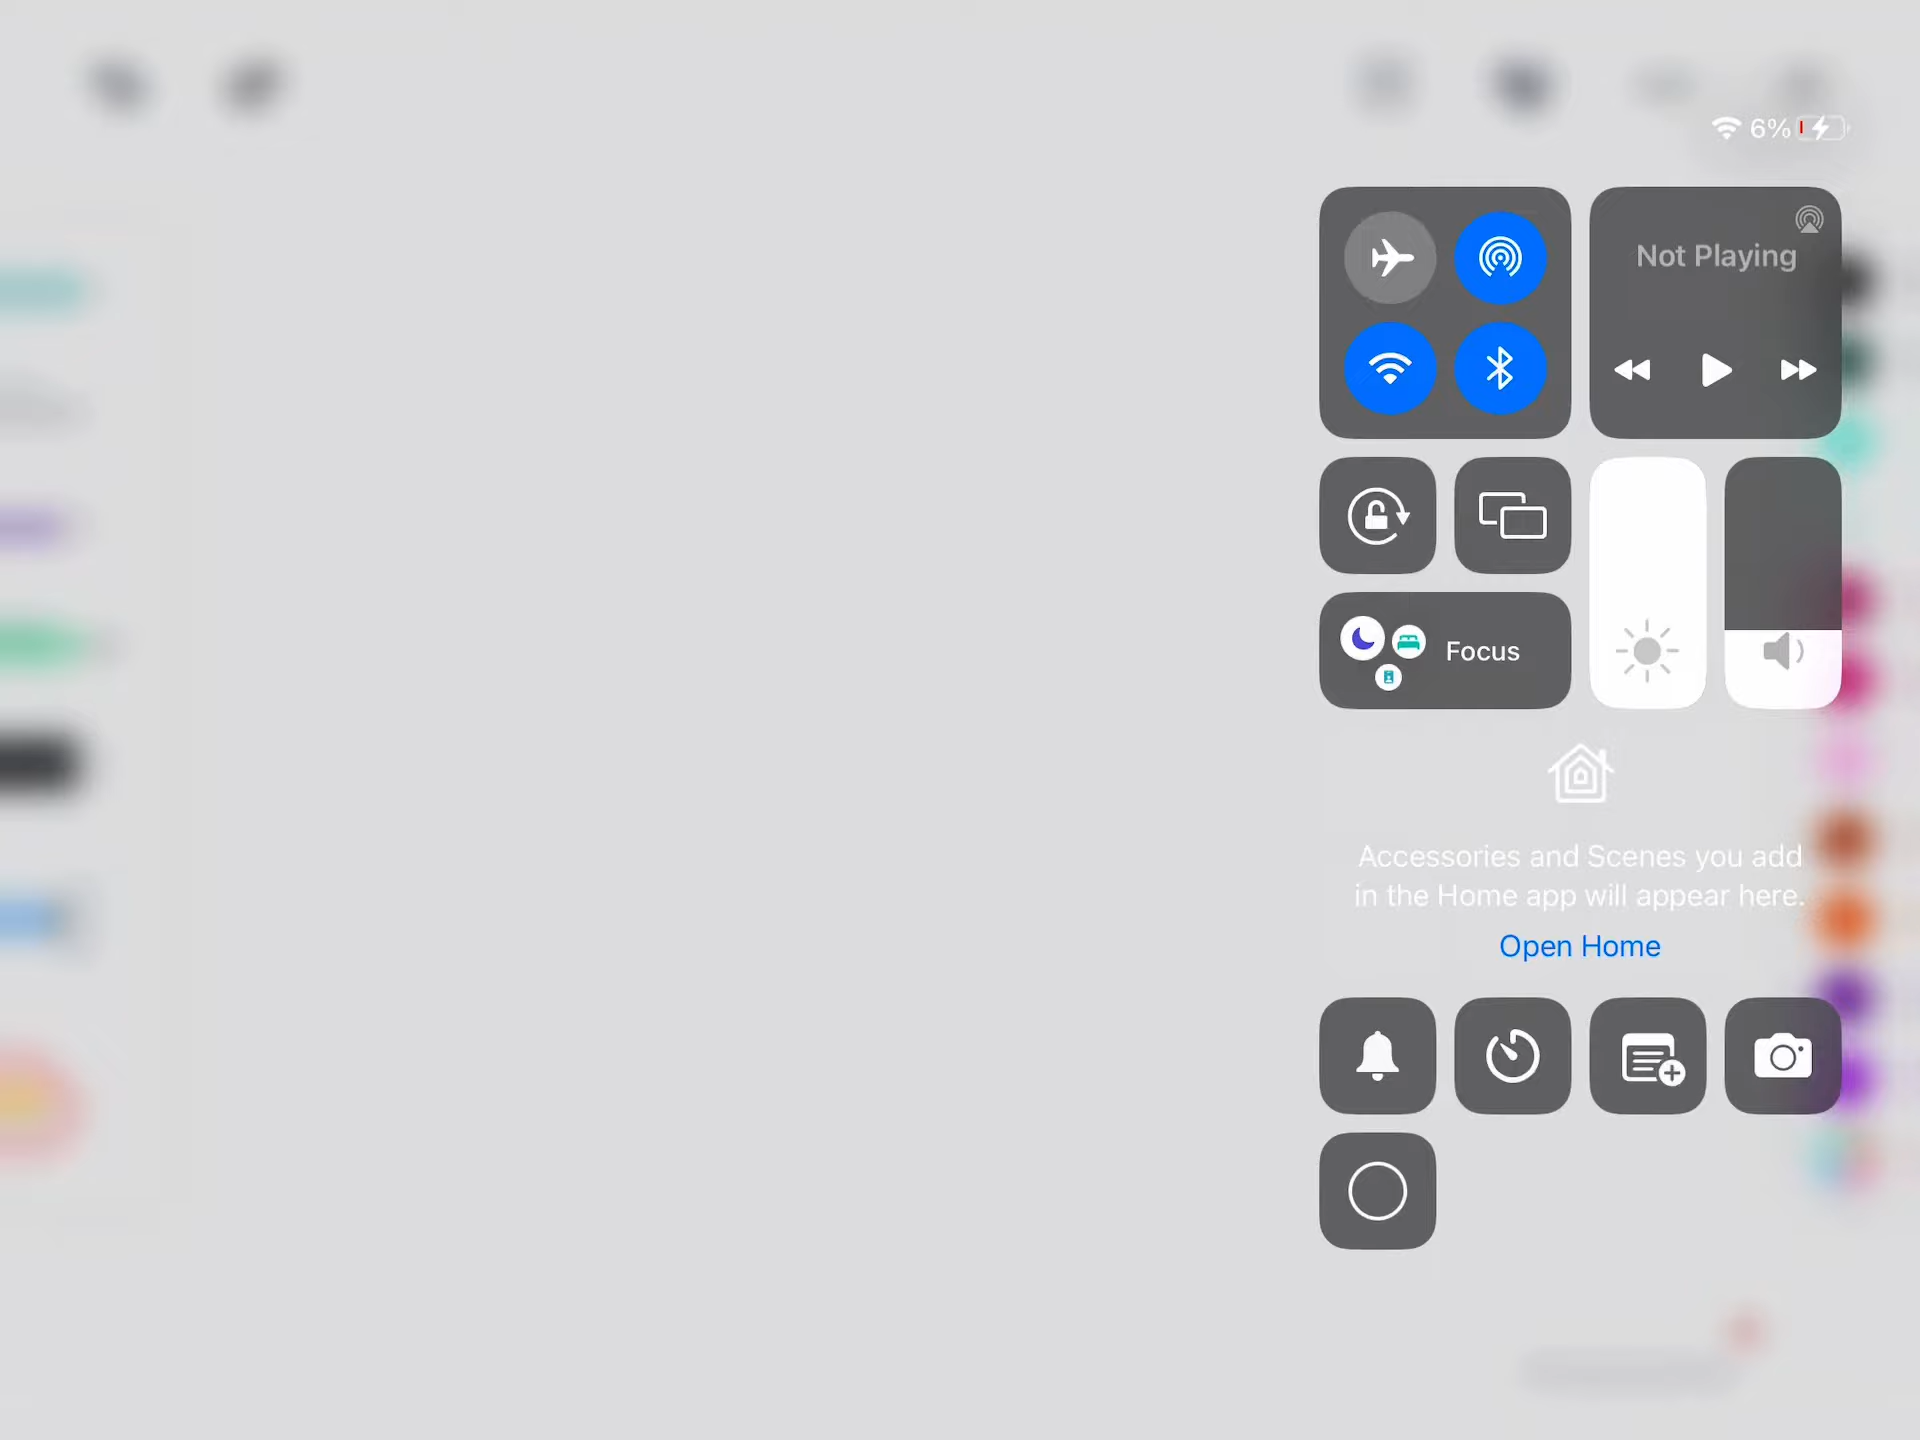 6%
Not Playing
Focus
Accessories and Scenes you add
in the Home app will appear here.
Open Home